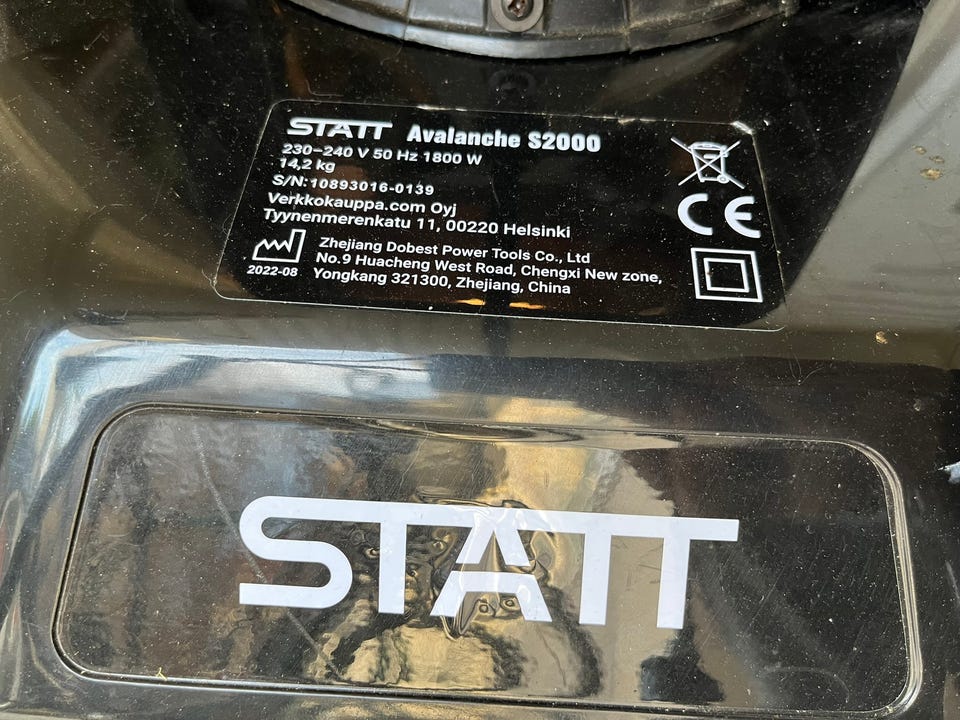 STATT Avalanche S2000
230-240 V 50 Hz 1800 W
14,2 kg
S/N:10893016-0139
Verkkokauppa.com Oyj
Tyynenmerenkatu 11, 00220 Helsinki
Zhejiang Dobest Power Tools Co., Ltd
No.9 Huacheng West Road, Chengxi New zone,
Yongkang 321300, Zhejiang, China
2022-08
CE
STATT